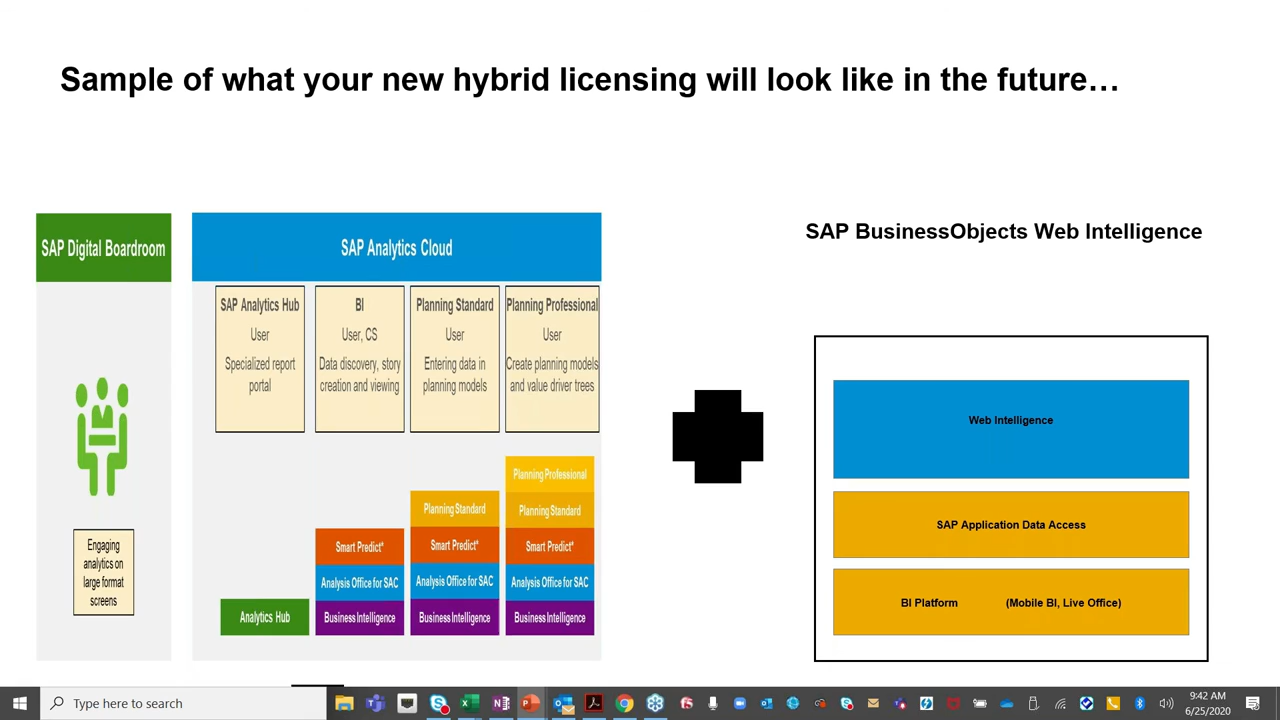 Sample of what your new hybrid licensing will look like in the future…
SAP Digital Boardroom
Engaging
analytics on
large format
screens
SAP Analytics Cloud
SAP Analytics Hub
User
Specialized report
portal
BI
User, CS
Data discovery, story
creation and viewing
Planning Standard
User
Entering data in
planning models
Planning Professional
User
Create planning models
and value driver trees
Analytics Hub
Smart Predict*
Analysis Office for SAC
Business Intelligence
Planning Standard
Smart Predict*
Analysis Office for SAC
Business Intelligence
Planning Professional
Planning Standard
Smart Predict*
Analysis Office for SAC
Business Intelligence
SAP BusinessObjects Web Intelligence
Web Intelligence
SAP Application Data Access
BI Platform (Mobile BI, Live Office)
Type here to search
9:42 AM
6/25/2020